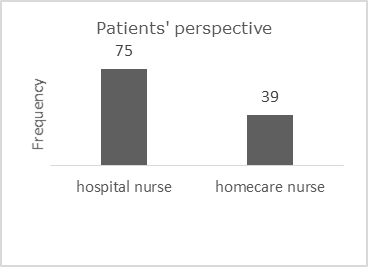 Patients' perspective
75
39
Frequency
hospital nurse
homecare nurse